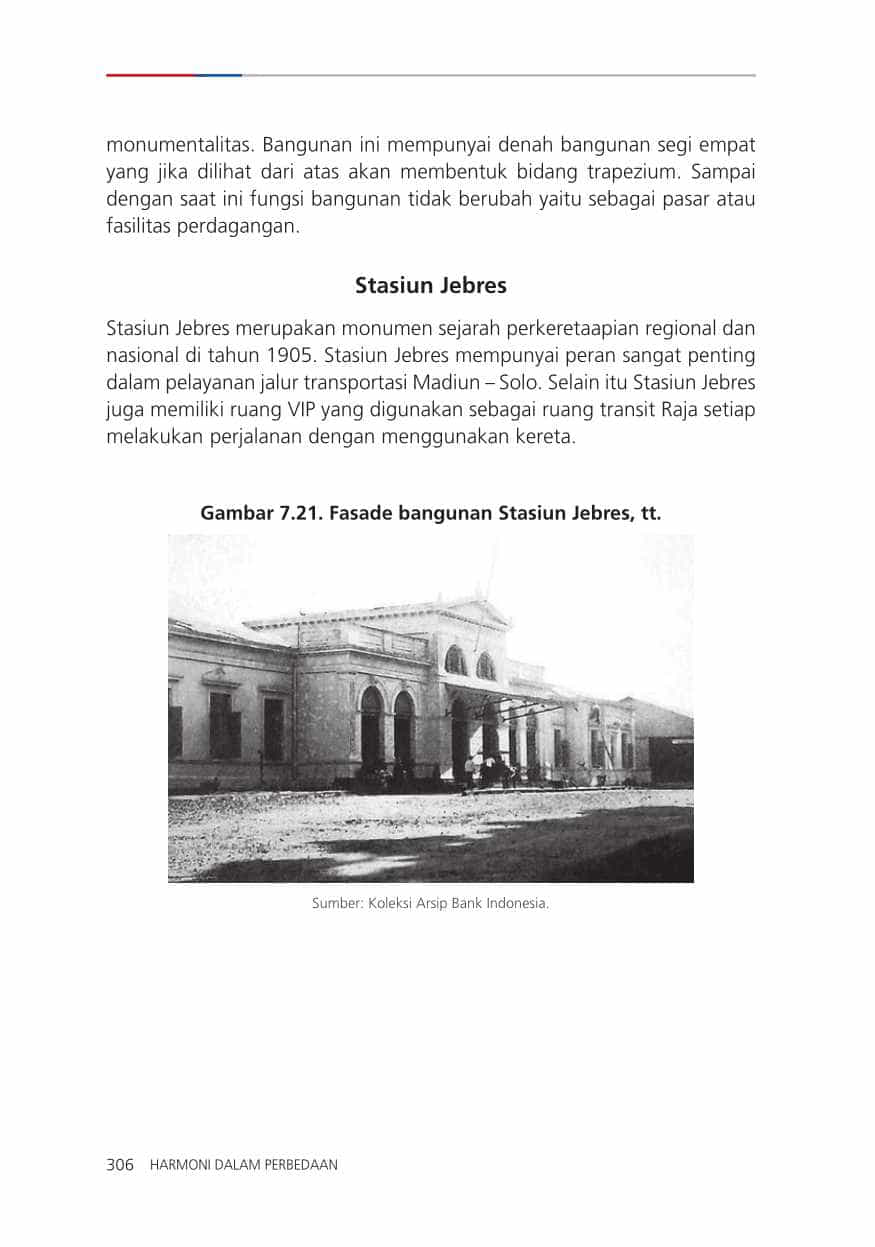 monumentalitas. Bangunan ini mempunyai denah bangunan segi empat
yang jika dilihat dari atas akan membentuk bidang trapezium. Sampai
dengan saat ini fungsi bangunan tidak berubah yaitu sebagai pasar atau
fasilitas perdagangan.
Stasiun Jebres
Stasiun Jebres merupakan monumen sejarah perkeretaapian regional dan
nasional di tahun 1905. Stasiun Jebres mempunyai peran sangat penting
dalam pelayanan jalur transportasi Madiun – Solo. Selain itu Stasiun Jebres
juga memiliki ruang VIP yang digunakan sebagai ruang transit Raja setiap
melakukan perjalanan dengan menggunakan kereta.
Gambar 7.21. Fasade bangunan Stasiun Jebres, tt.
Sumber: Koleksi Arsip Bank Indonesia.
306 HARMONI DALAM PERBEDAAN